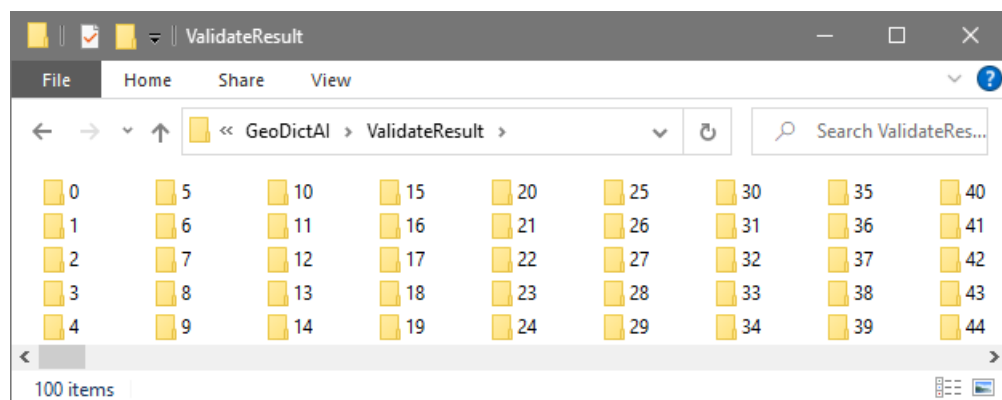 ValidateResult
File Home Share View
« GeoDictAI › ValidateResult › Search ValidateRes...
0 5 10 15 20 25 30 35 40
1 6 11 16 21 26 31 36 41
2 7 12 17 22 27 32 37 42
3 8 13 18 23 28 33 38 43
4 9 14 19 24 29 34 39 44
100 items